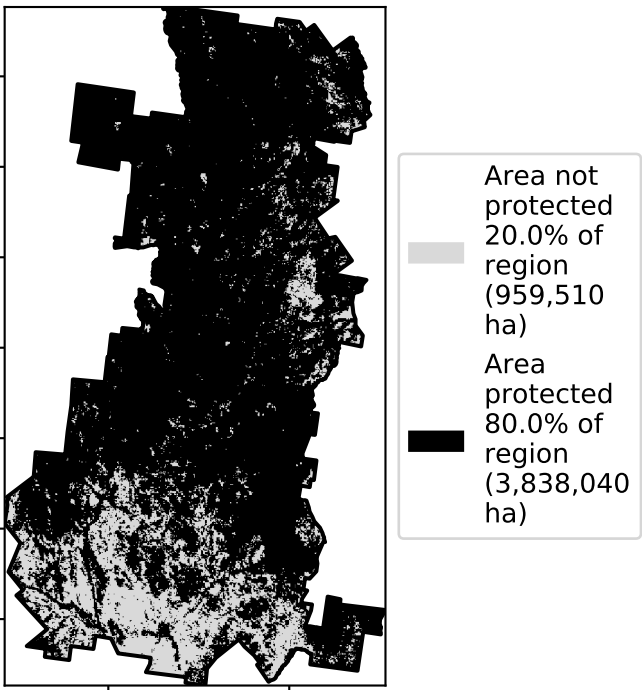 Area not
protected
20.0% of
region
(959,510
ha)
Area
protected
80.0% of
region
(3,838,040
ha)